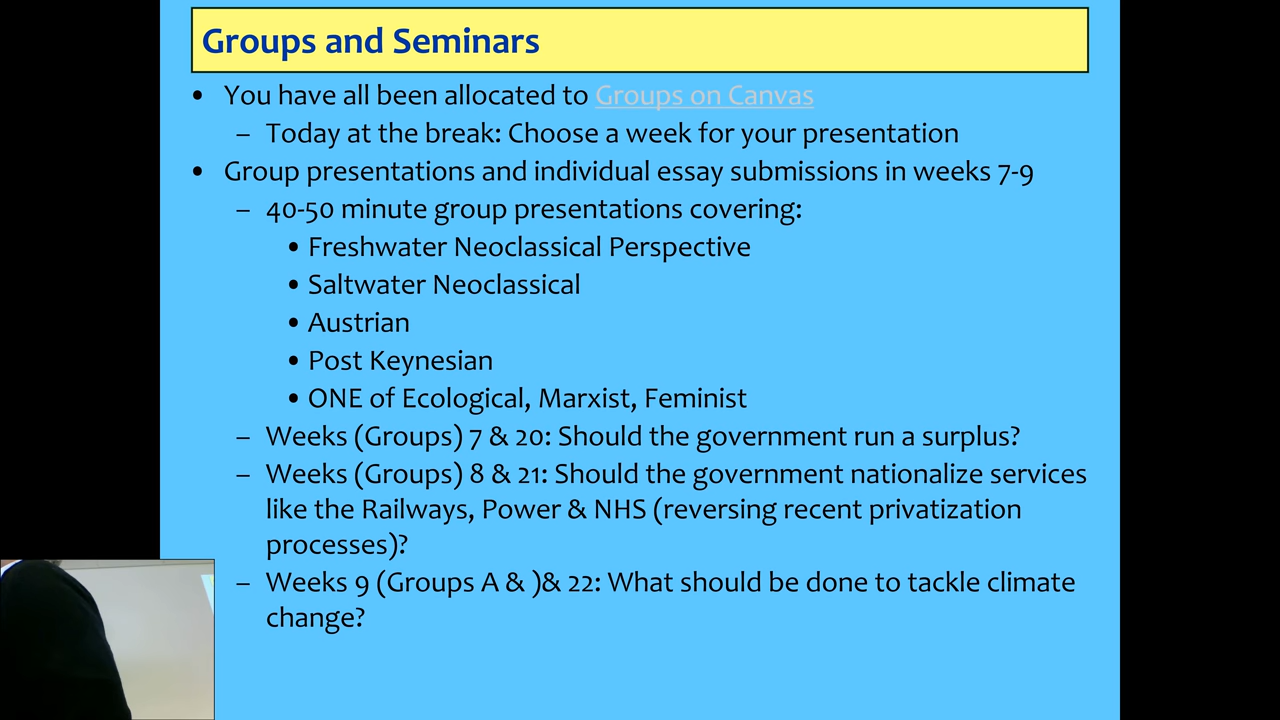 Groups and Seminars
• You have all been allocated to Groups on Canvas
– Today at the break: Choose a week for your presentation
• Group presentations and individual essay submissions in weeks 7-9
– 40-50 minute group presentations covering:
• Freshwater Neoclassical Perspective
• Saltwater Neoclassical
• Austrian
• Post Keynesian
• ONE of Ecological, Marxist, Feminist
– Weeks (Groups) 7 & 20: Should the government run a surplus?
– Weeks (Groups) 8 & 21: Should the government nationalize services
like the Railways, Power & NHS (reversing recent privatization
processes)?
– Weeks 9 (Groups A & )& 22: What should be done to tackle climate
change?